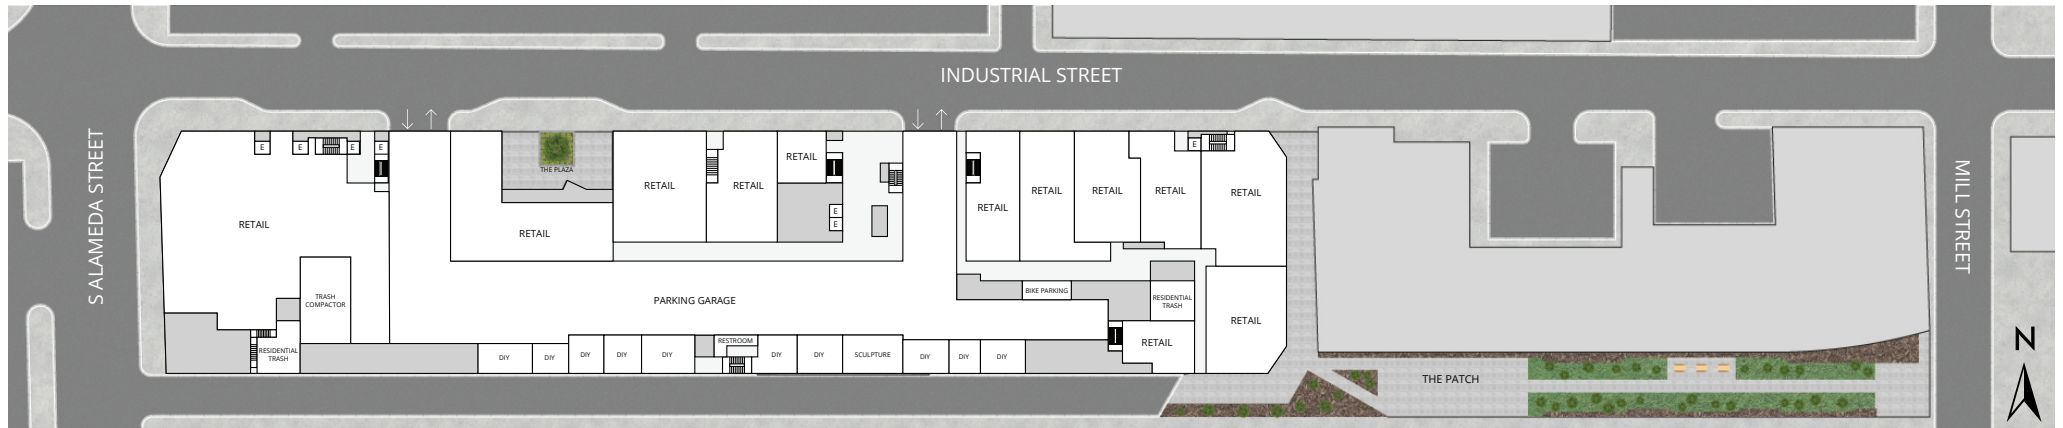 INDUSTRIAL STREET
S ALAMEDA STREET
MILL STREET
N
E
E
E
E
E
THE PLAZA
RETAIL
RETAIL
RETAIL
RETAIL
RETAIL
RETAIL
RETAIL
RETAIL
RETAIL
RETAIL
RETAIL
E
E
RETAIL
RETAIL
TRASH
COMPACTOR
PARKING GARAGE
BIKE PARKING
RESIDENTIAL
TRASH
RESIDENTIAL
TRASH
DIY
DIY
DIY
DIY
DIY
RESTROOM
DIY
DIY
SCULPTURE
DIY
DIY
DIY
THE PATCH